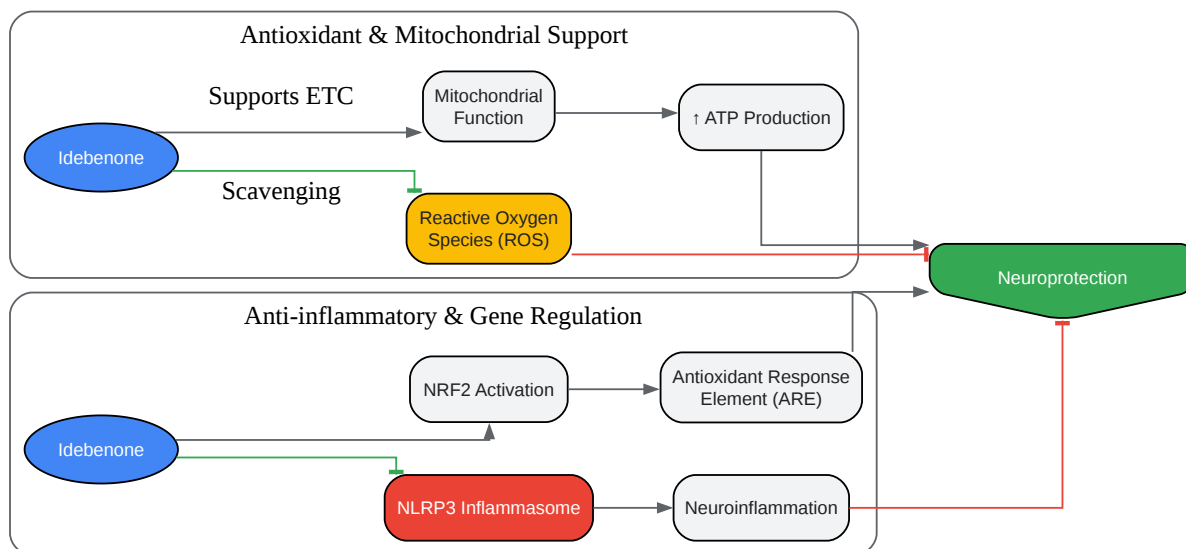 Antioxidant & Mitochondrial Support
Supports ETC
Mitochondrial
Function
↑ ATP Production
Idebenone
Scavenging
Reactive Oxygen
Species (ROS)
Neuroprotection
Anti-inflammatory & Gene Regulation
NRF2 Activation
Antioxidant Response
Element (ARE)
Idebenone
NLRP3 Inflammasome
Neuroinflammation